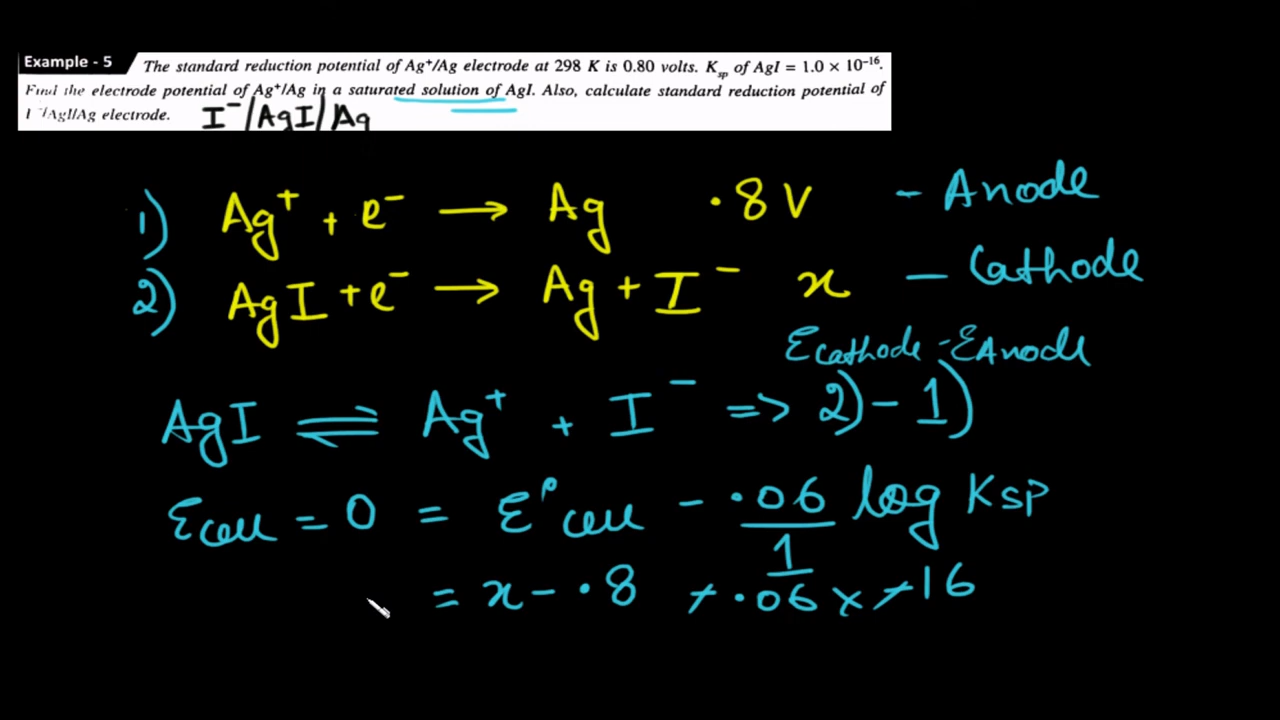 Example - 5 The standard reduction potential of Ag⁺/Ag electrode at 298 K is 0.80 volts. Kₛₚ of AgI = 1.0 × 10⁻¹⁶.
Find the electrode potential of Ag⁺/Ag in a saturated solution of AgI. Also, calculate standard reduction potential of
I⁻/AgI/Ag electrode. I⁻/AgI/Ag
1) Ag⁺ + e⁻ → Ag .8 V - Anode
2) AgI + e⁻ → Ag + I⁻ x - Cathode
Ecathode - EAnode
AgI ⇌ Ag⁺ + I⁻ => 2) - 1)
Ecell = 0 = E°cell - .06/1 log Ksp
= x - .8 + .06 x +16